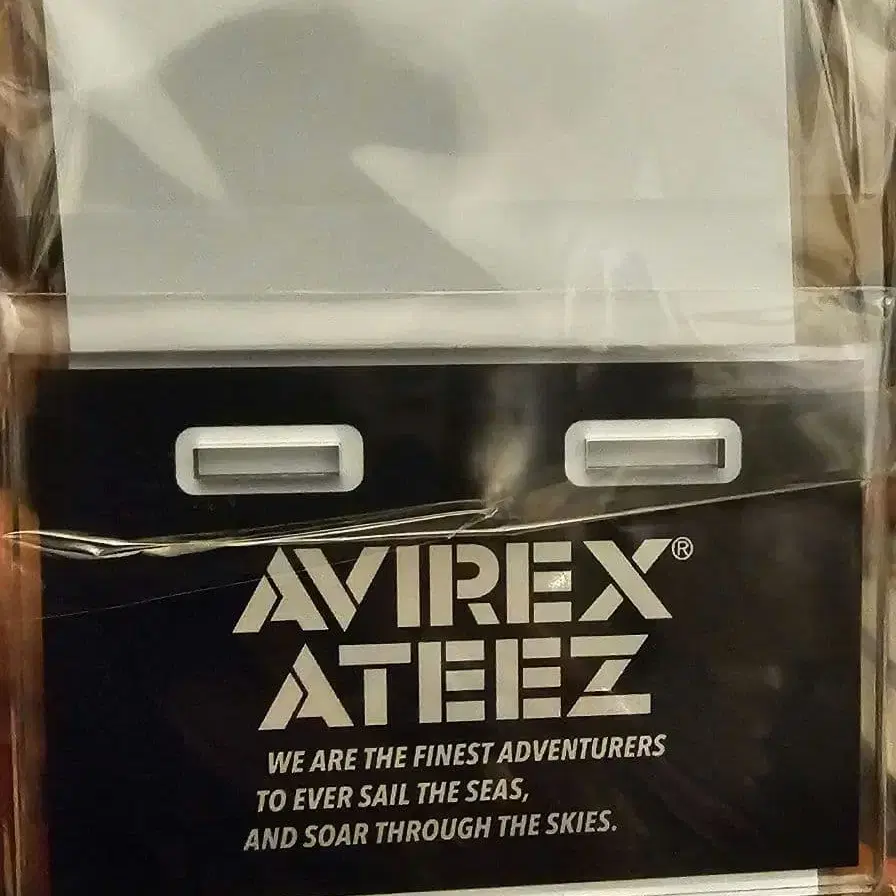 AVIREX®
ATEEZ
WE ARE THE FINEST ADVENTURERS
TO EVER SAIL THE SEAS,
AND SOAR THROUGH THE SKIES.